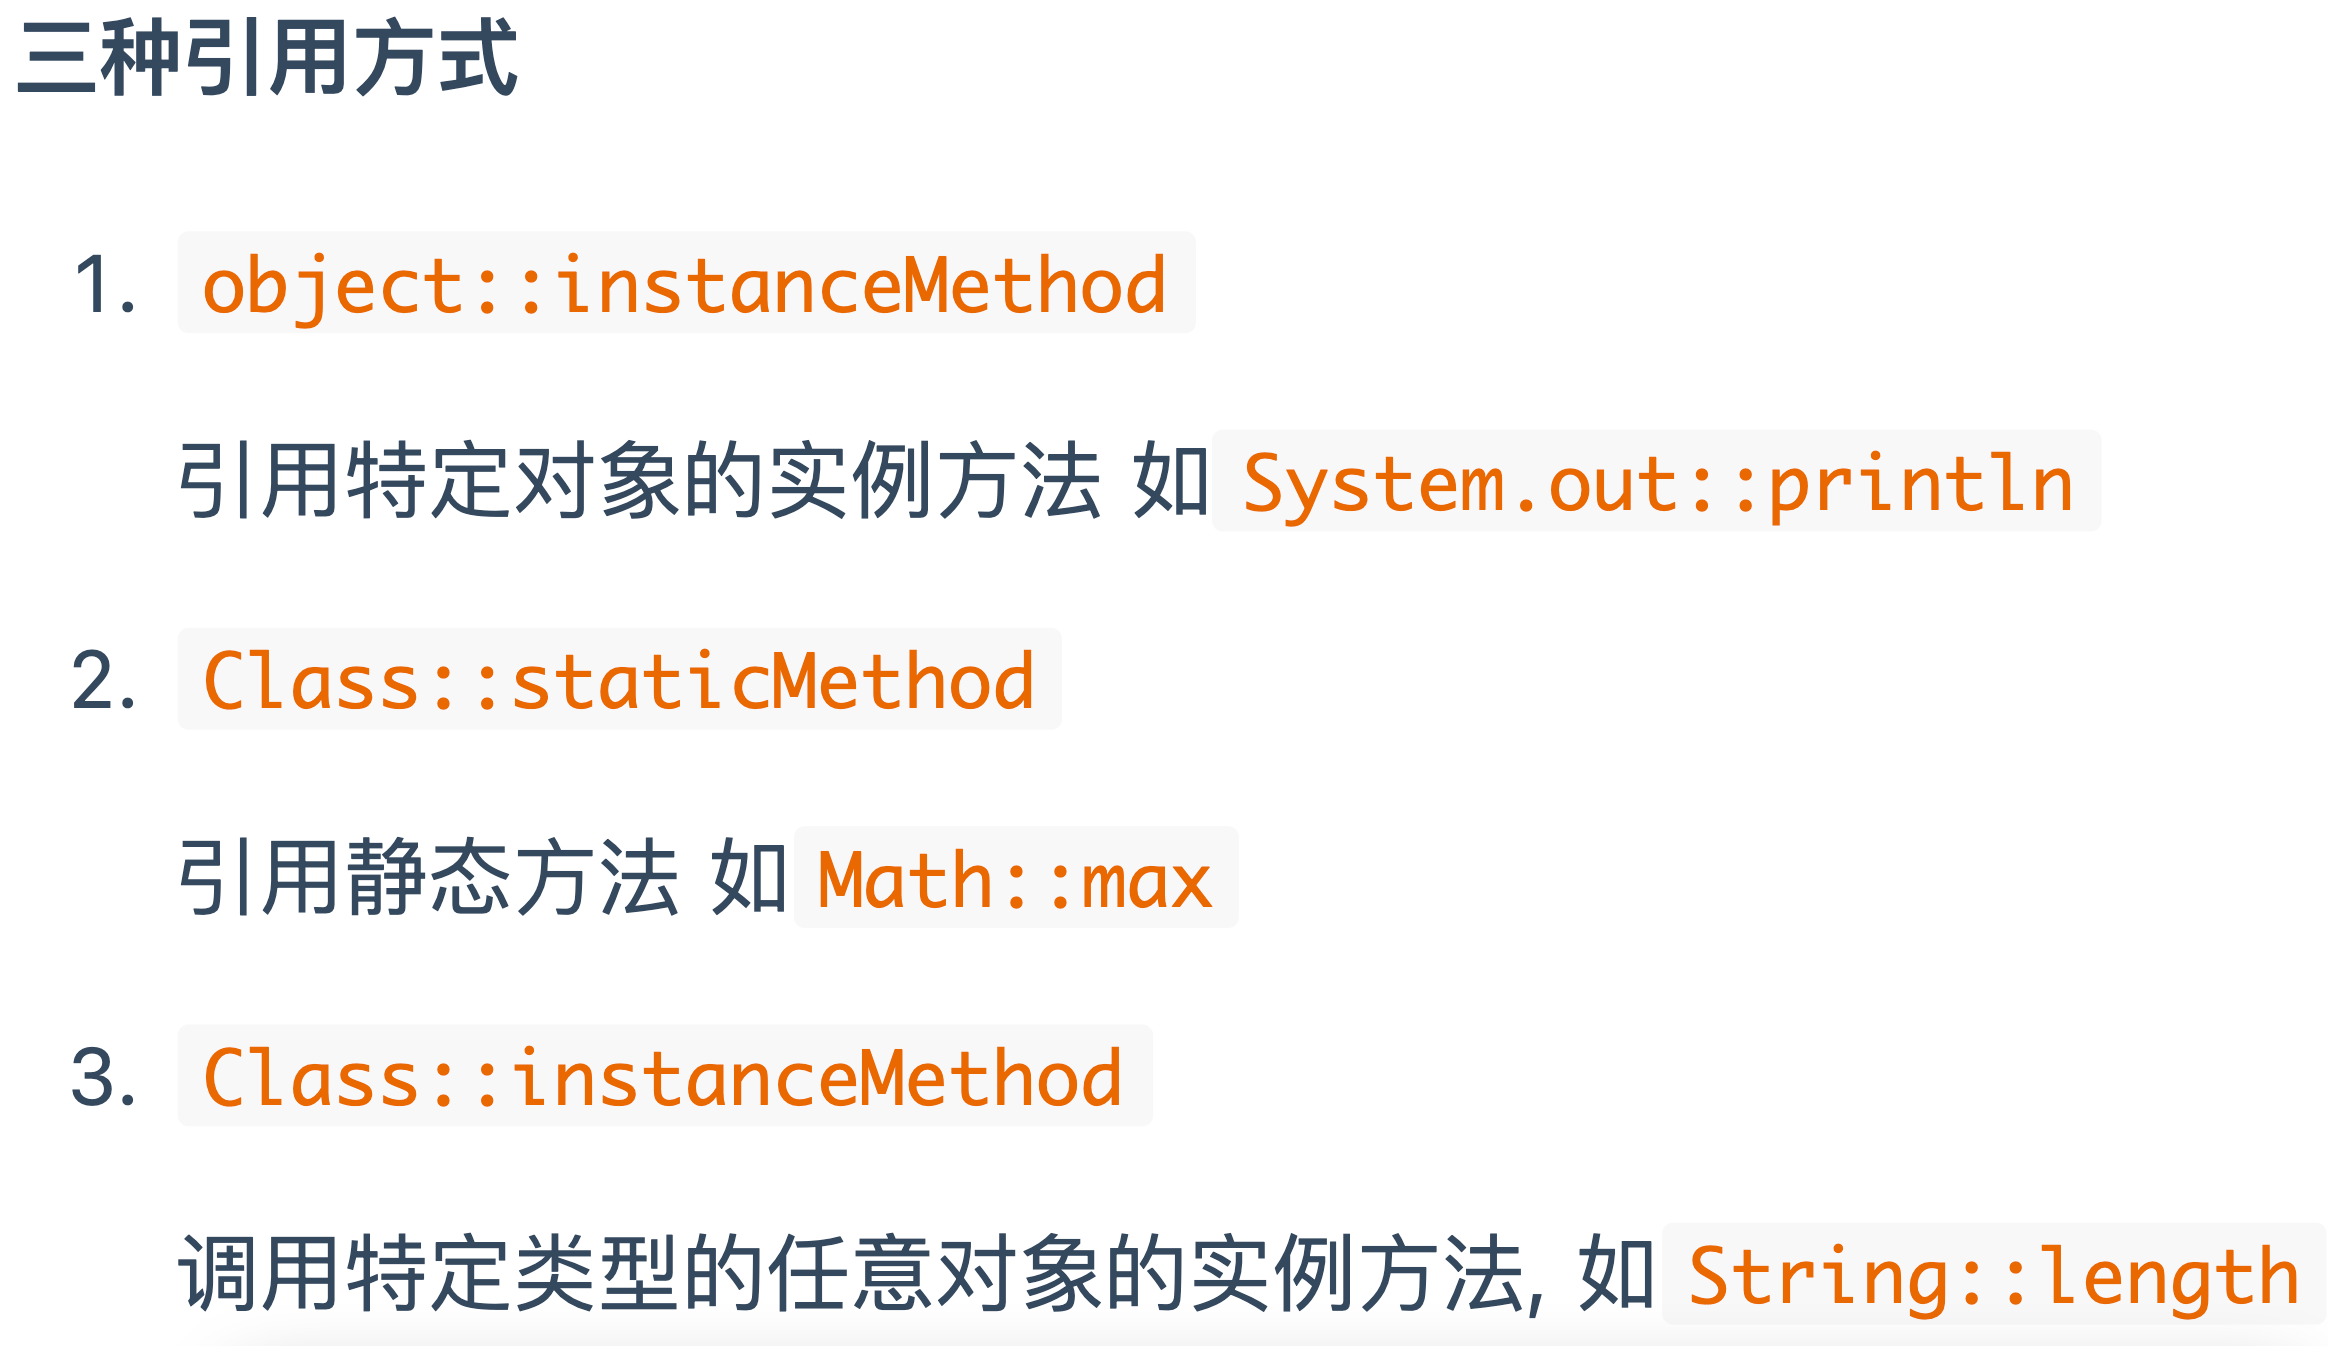 三种引用方式
1. object::instanceMethod
引用特定对象的实例方法 如 System.out::println
2. Class::staticMethod
引用静态方法 如 Math::max
3. Class::instanceMethod
调用特定类型的任意对象的实例方法, 如 String::length